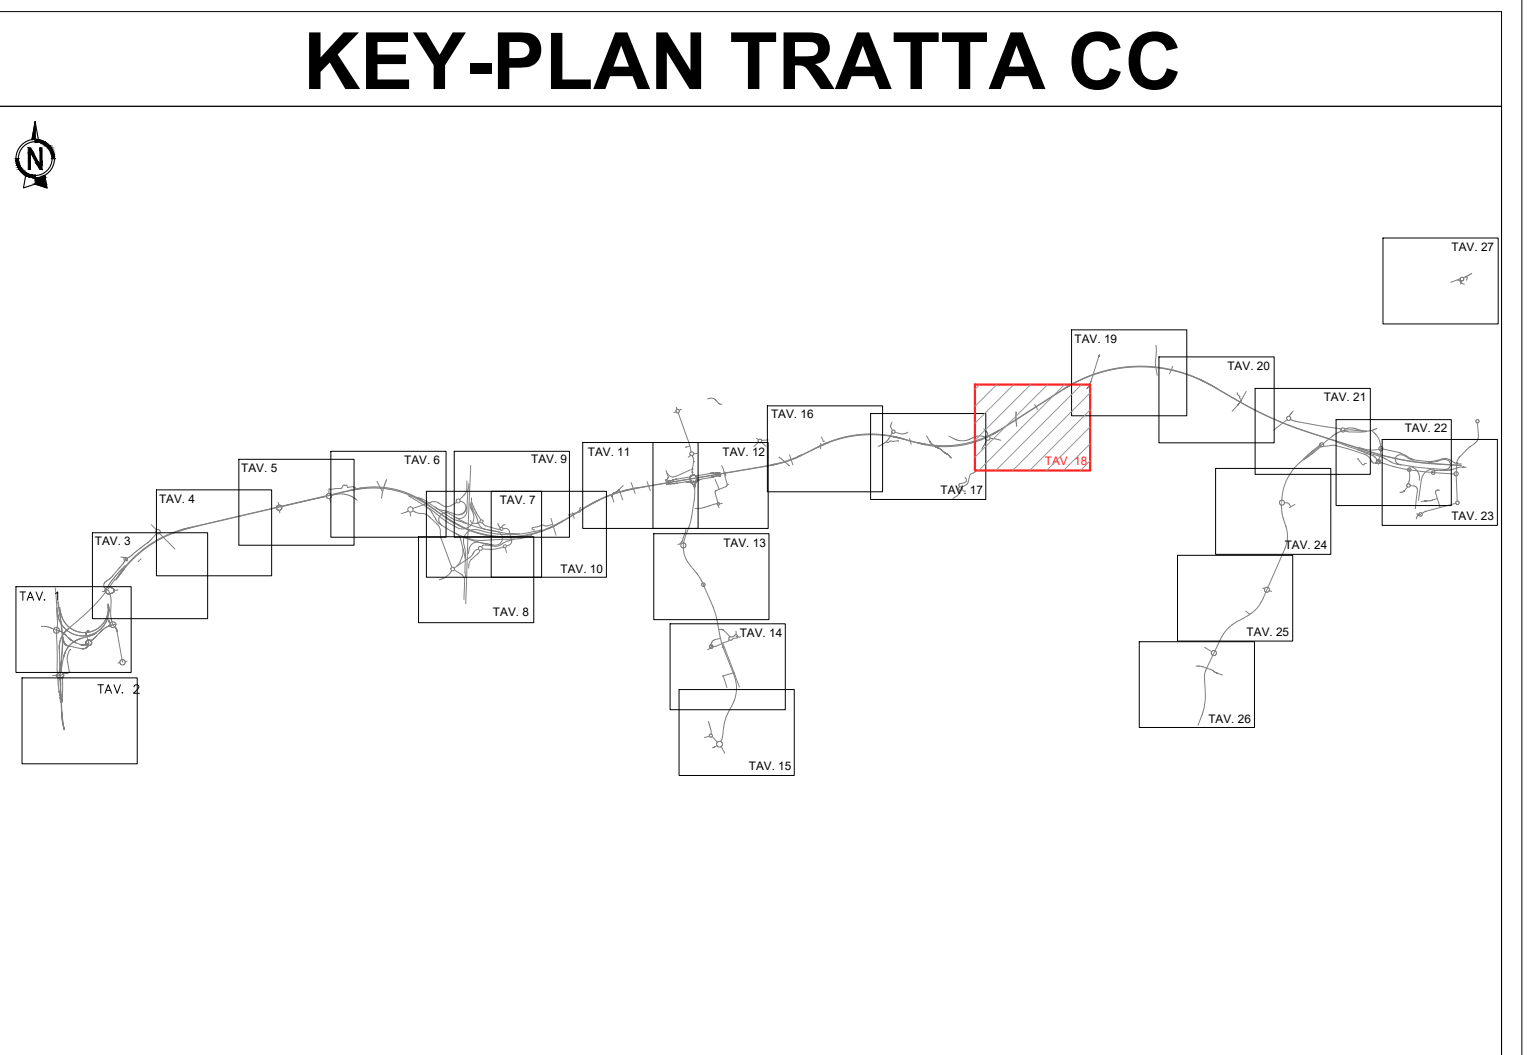 KEY-PLAN TRATTA CC
N
TAV. 27
TAV. 19
TAV. 20
TAV. 21
TAV. 16
TAV. 22
TAV. 11
TAV. 12
TAV. 6
TAV. 9
TAV. 18
TAV. 5
TAV. 17
TAV. 4
TAV. 7
TAV. 23
TAV. 3
TAV. 13
TAV. 24
TAV. 10
TAV. 1
TAV. 8
TAV. 14
TAV. 25
TAV. 2
TAV. 26
TAV. 15